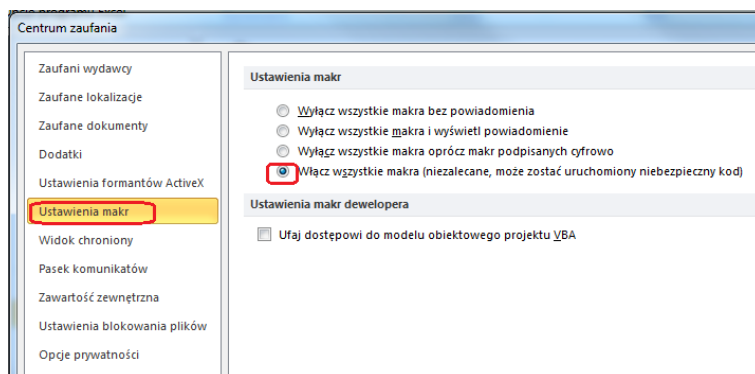 Centrum zaufania
Zaufani wydawcy
Zaufane lokalizacje
Zaufane dokumenty
Dodatki
Ustawienia formantów ActiveX
Ustawienia makr
Widok chroniony
Pasek komunikatów
Zawartość zewnętrzna
Ustawienia blokowania plików
Opcje prywatności
Ustawienia makr
Wyłącz wszystkie makra bez powiadomienia
Wyłącz wszystkie makra i wyświetl powiadomienie
Wyłącz wszystkie makra oprócz makr podpisanych cyfrowo
Włącz wszystkie makra (niezalecane, może zostać uruchomiony niebezpieczny kod)
Ustawienia makr dewelopera
Ufaj dostępowi do modelu obiektowego projektu VBA